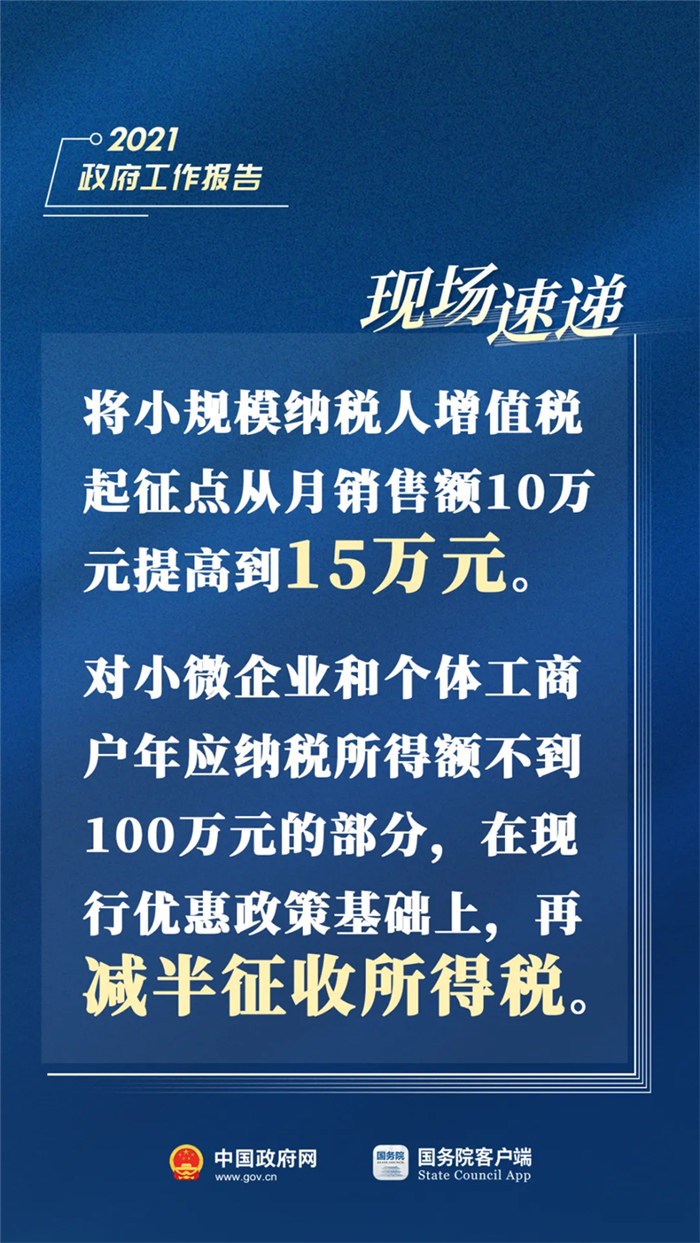 2021
政府工作报告
现场速递
将小规模纳税人增值税
起征点从月销售额10万
元提高到15万元。
对小微企业和个体工商
户年应纳税所得额不到
100万元的部分，在现
行优惠政策基础上，再
减半征收所得税。
中国政府网
www.gov.cn
国务院
国务院客户端
State Council App